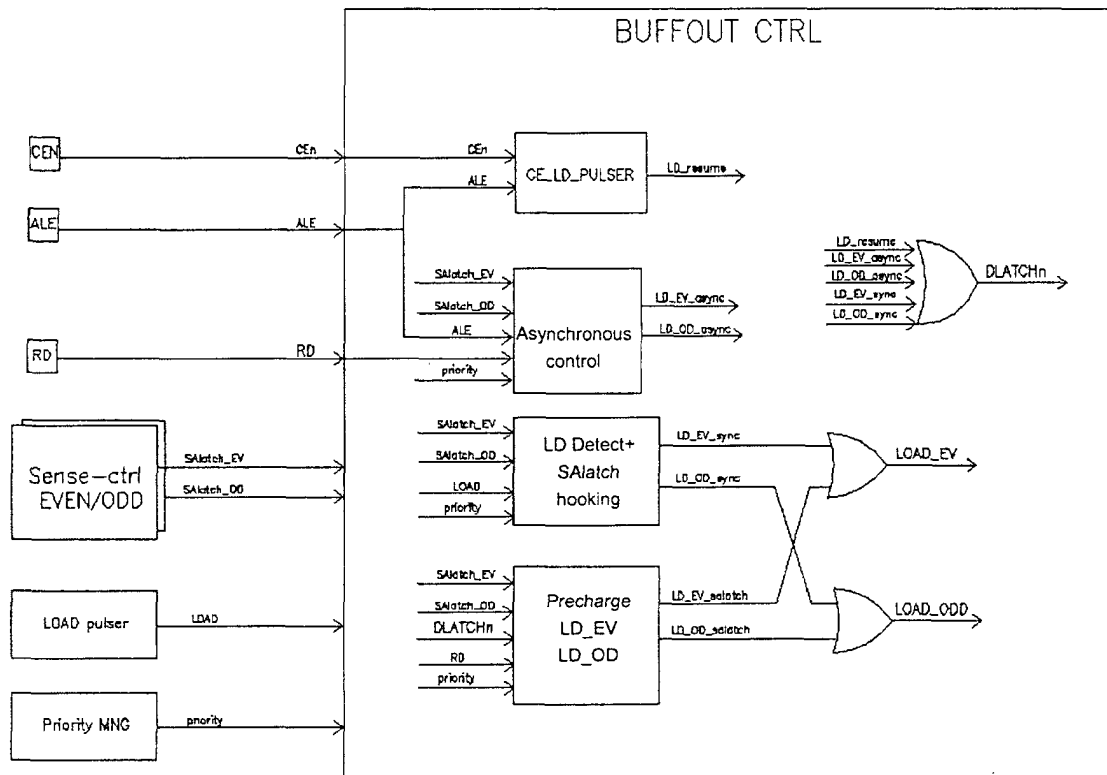 BUFFOUT CTRL
CEN
CEn
CEn
CE_LD_PULSER
LD_resume
ALE
ALE
ALE
LD_resume
LD_EV_async
LD_OD_async
LD_EV_sync
LD_OD_sync
DLATCHn
SAlatch_EV
SAlatch_OD
ALE
priority
Asynchronous
control
LD_EV_async
LD_OD_async
RD
RD
Sense-ctrl
EVEN/ODD
SAlatch_EV
SAlatch_OD
SAlatch_EV
SAlatch_OD
LOAD
priority
LD Detect+
SAlatch
hooking
LD_EV_sync
LD_OD_sync
LOAD_EV
LOAD pulser
LOAD
SAlatch_EV
SAlatch_OD
DLATCHn
RD
priority
Precharge
LD_EV
LD_OD
LD_EV_salatch
LD_OD_salatch
LOAD_ODD
Priority MNG
priority